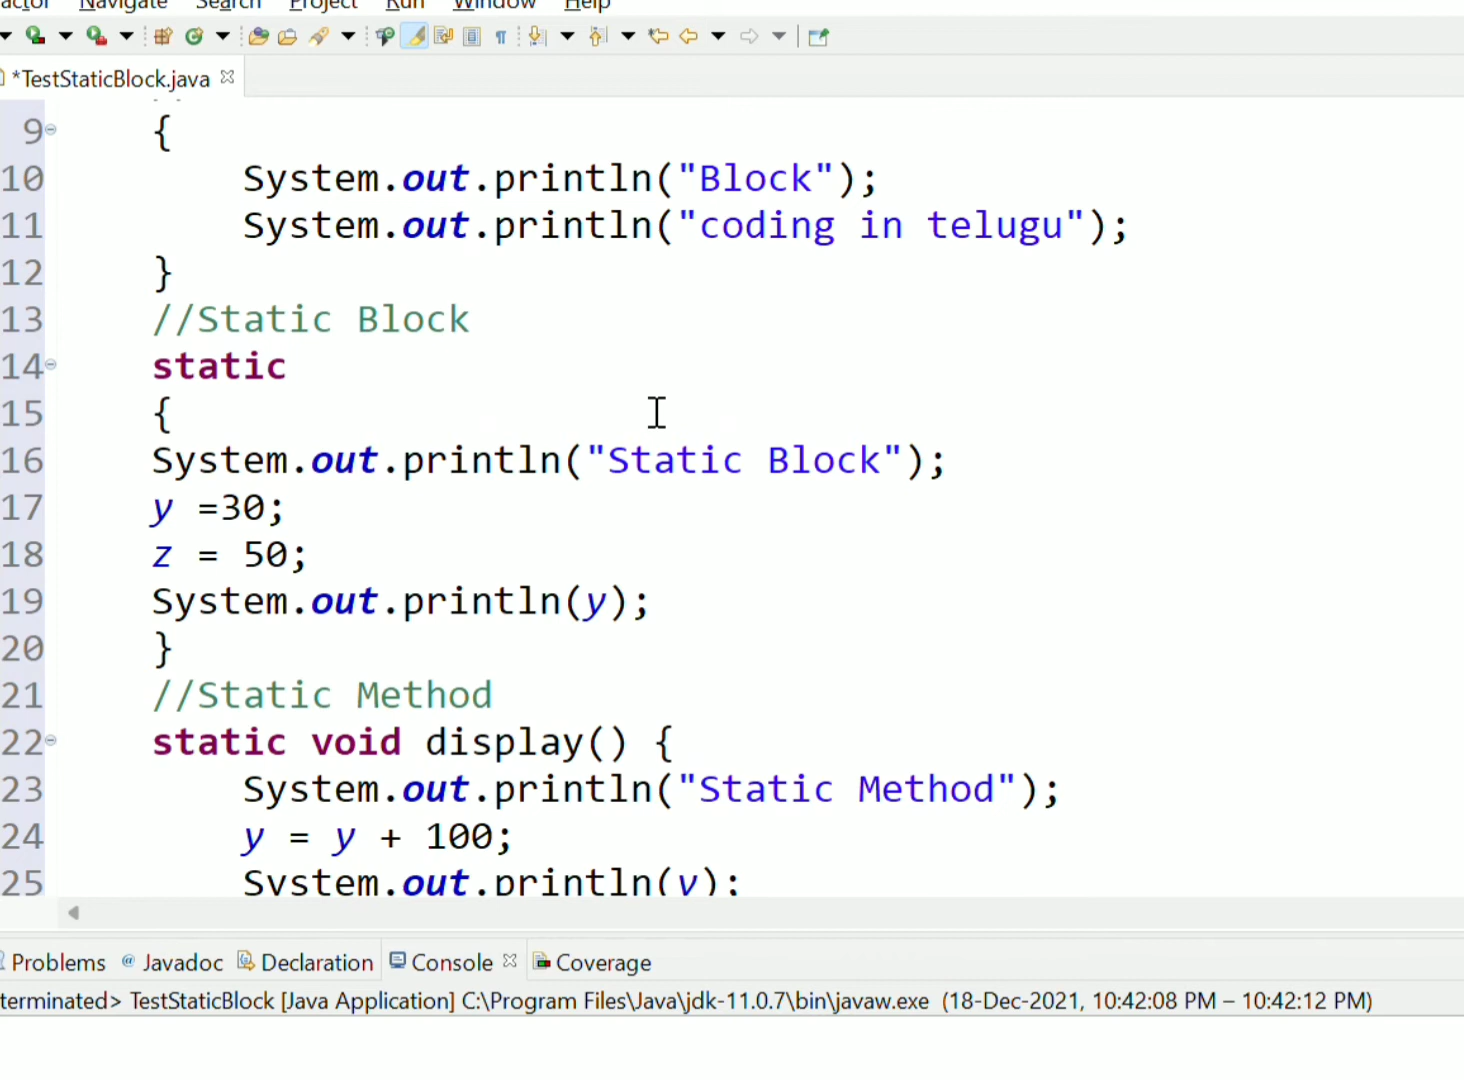 actor Navigate Search Project Run Window Help
*TestStaticBlock.java
9 {
10 System.out.println("Block");
11 System.out.println("coding in telugu");
12 }
13 //Static Block
14 static
15 {
16 System.out.println("Static Block");
17 y =30;
18 z = 50;
19 System.out.println(y);
20 }
21 //Static Method
22 static void display() {
23 System.out.println("Static Method");
24 y = y + 100;
25 System.out.println(y);
Problems @ Javadoc Declaration Console Coverage
terminated> TestStaticBlock [Java Application] C:\Program Files\Java\jdk-11.0.7\bin\javaw.exe (18-Dec-2021, 10:42:08 PM – 10:42:12 PM)